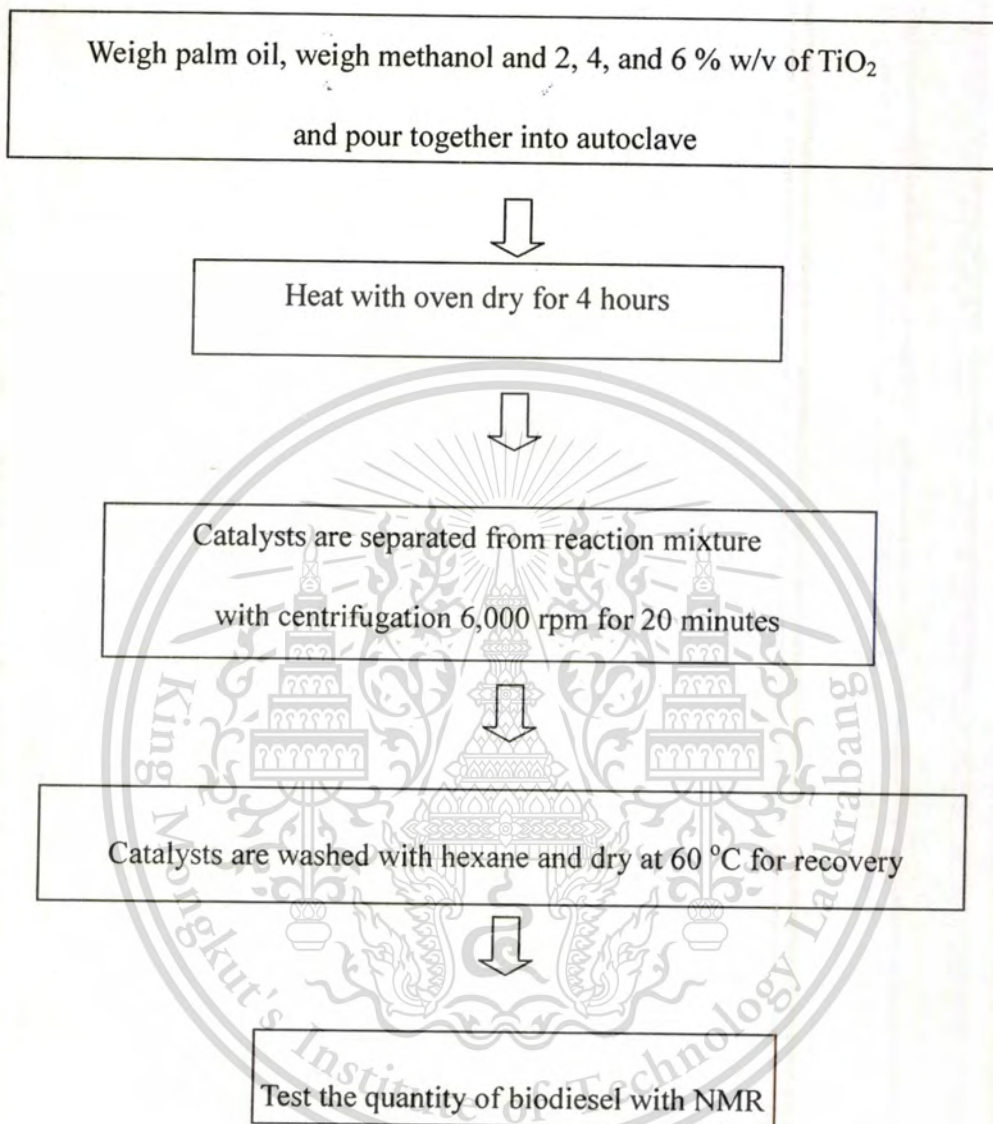 Weigh palm oil, weigh methanol and 2, 4, and 6 % w/v of TiO₂
and pour together into autoclave
Heat with oven dry for 4 hours
Catalysts are separated from reaction mixture
with centrifugation 6,000 rpm for 20 minutes
Catalysts are washed with hexane and dry at 60 °C for recovery
Test the quantity of biodiesel with NMR
King Mongkut's Institute of Technology Ladkrabang